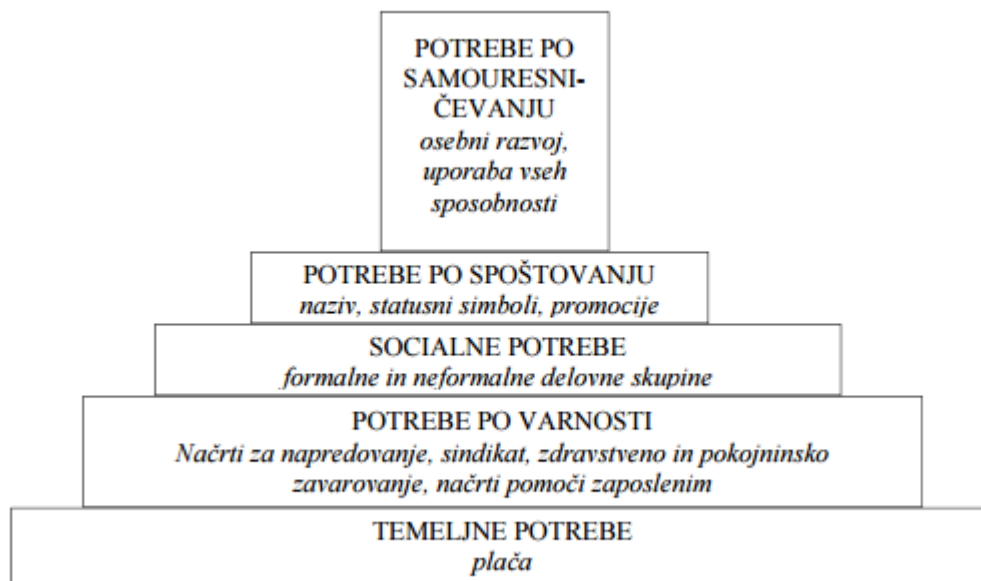 POTREBE PO
SAMOURESNI-
ČEVANJU
osebni razvoj,
uporaba vseh
sposobnosti
POTREBE PO SPOŠTOVANJU
naziv, statusni simboli, promocije
SOCIALNE POTREBE
formalne in neformalne delovne skupine
POTREBE PO VARNOSTI
Načrti za napredovanje, sindikat, zdravstveno in pokojninsko
zavarovanje, načrti pomoči zaposlenim
TEMELJNE POTREBE
plača